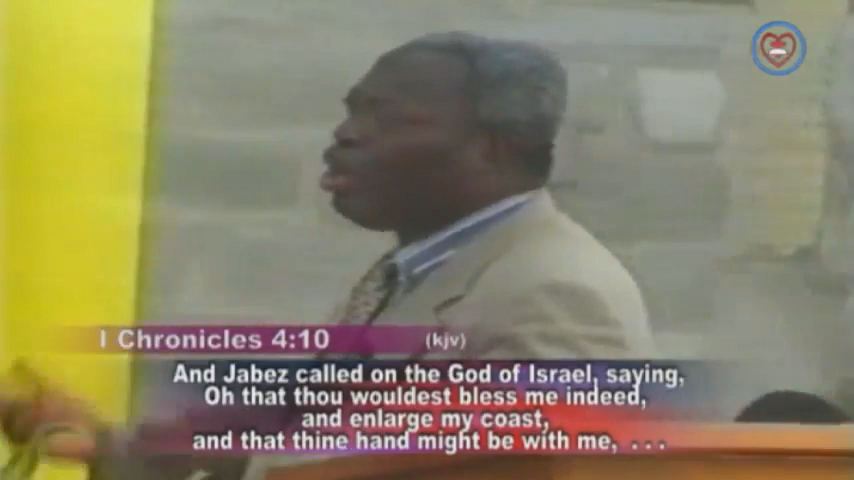 I Chronicles 4:10 (kjv)
And Jabez called on the God of Israel, saying,
Oh that thou wouldest bless me indeed,
and enlarge my coast,
and that thine hand might be with me, . . .